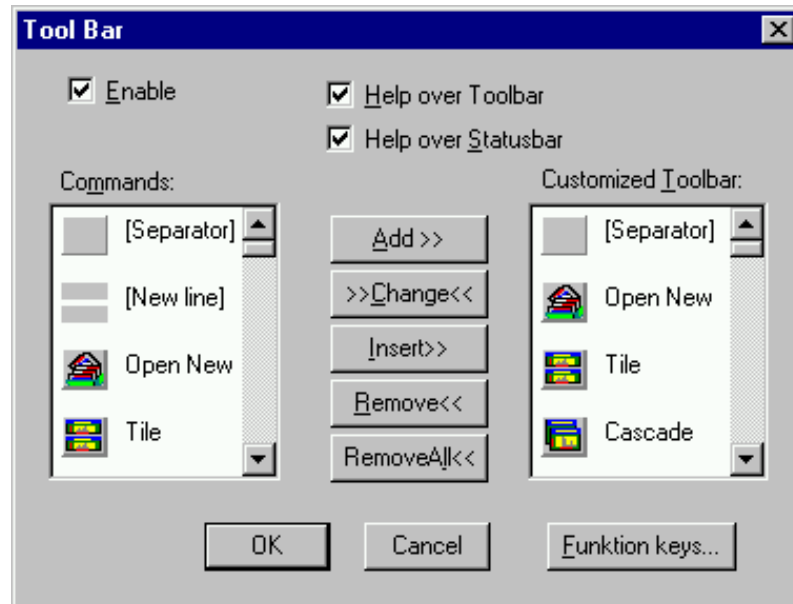 Tool Bar
Enable
Help over Toolbar
Help over Statusbar
Commands:
[Separator]
[New line]
Open New
Tile
Add >>
>>Change<<
Insert>>
Remove<<
RemoveAll<<
Customized Toolbar:
[Separator]
Open New
Tile
Cascade
OK
Cancel
Funktion keys...